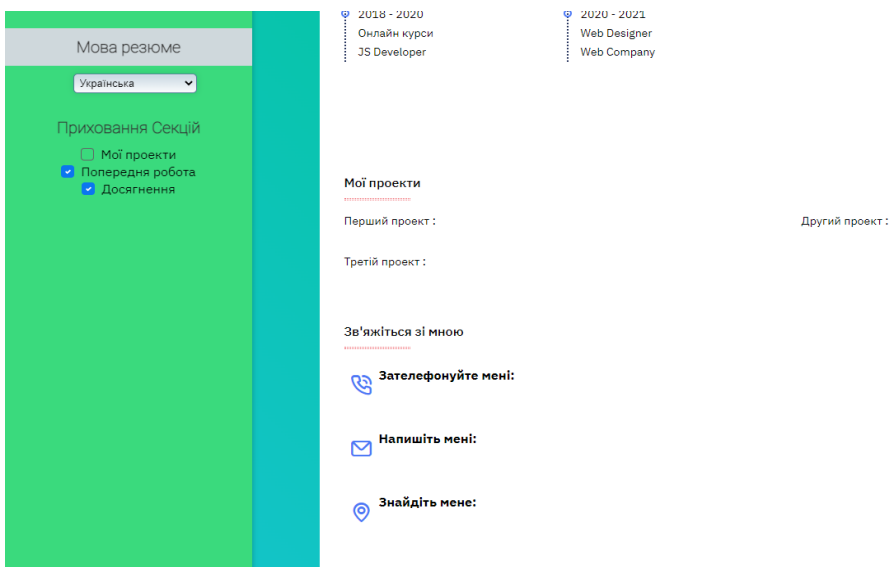 Мова резюме
Українська
Приховання Секцій
Мої проекти
Попередня робота
Досягнення
2018 - 2020
Онлайн курси
JS Developer
2020 - 2021
Web Designer
Web Company
Мої проекти
Перший проект :
Другий проект :
Третій проект :
Зв'яжіться зі мною
Зателефонуйте мені:
Напишіть мені:
Знайдіть мене: